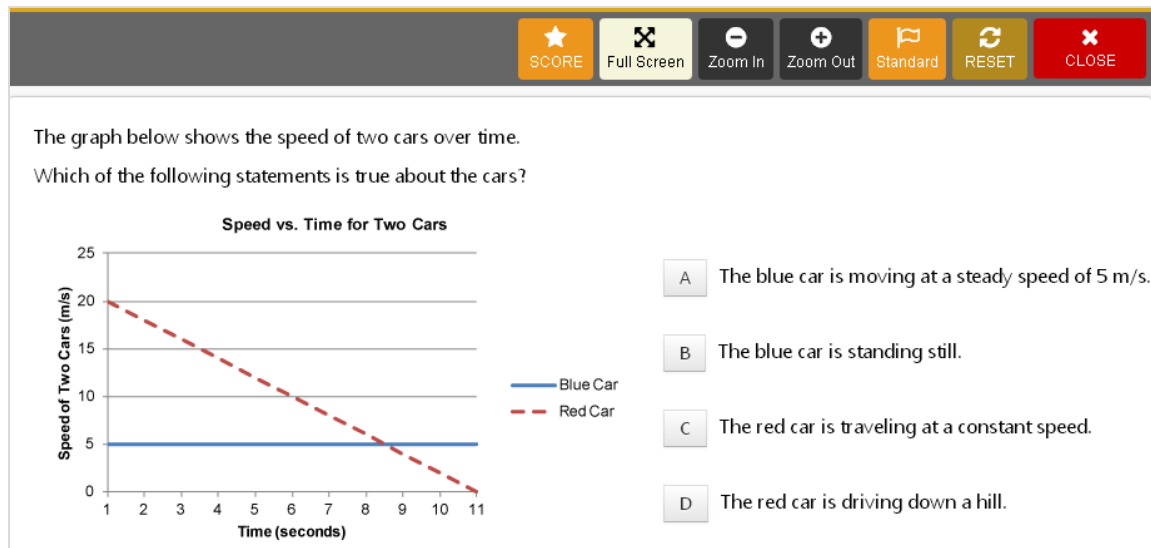 SCORE
Full Screen
Zoom In
Zoom Out
Standard
RESET
CLOSE
The graph below shows the speed of two cars over time.
Which of the following statements is true about the cars?
Speed vs. Time for Two Cars
Speed of Two Cars (m/s)
25
20
15
10
5
0
1 2 3 4 5 6 7 8 9 10 11
Time (seconds)
Blue Car
Red Car
A The blue car is moving at a steady speed of 5 m/s.
B The blue car is standing still.
C The red car is traveling at a constant speed.
D The red car is driving down a hill.